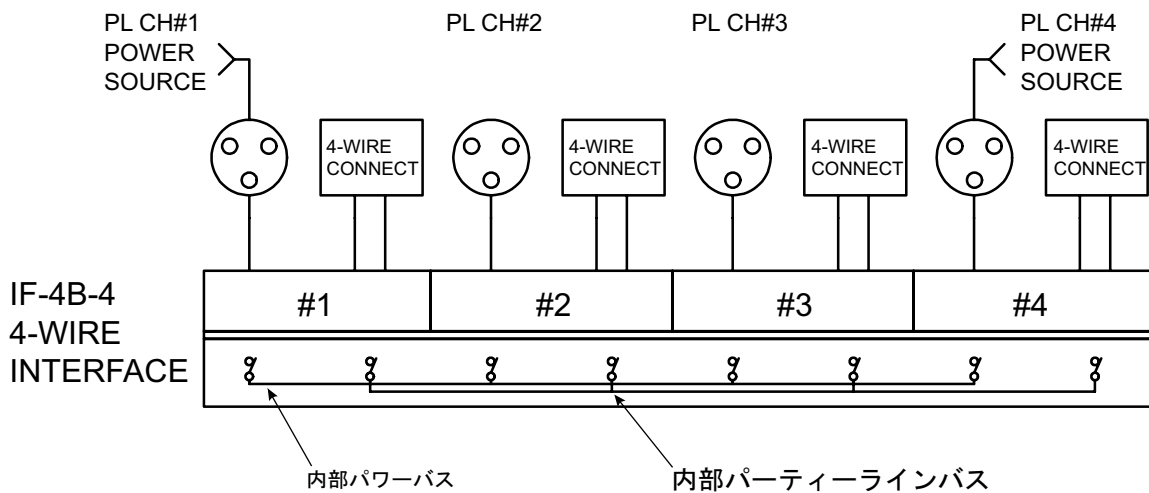 PL CH#1
POWER
SOURCE
PL CH#2
PL CH#3
PL CH#4
POWER
SOURCE
4-WIRE
CONNECT
4-WIRE
CONNECT
4-WIRE
CONNECT
4-WIRE
CONNECT
IF-4B-4
4-WIRE
INTERFACE
#1
#2
#3
#4
内部パワーバス
内部パーティーラインバス